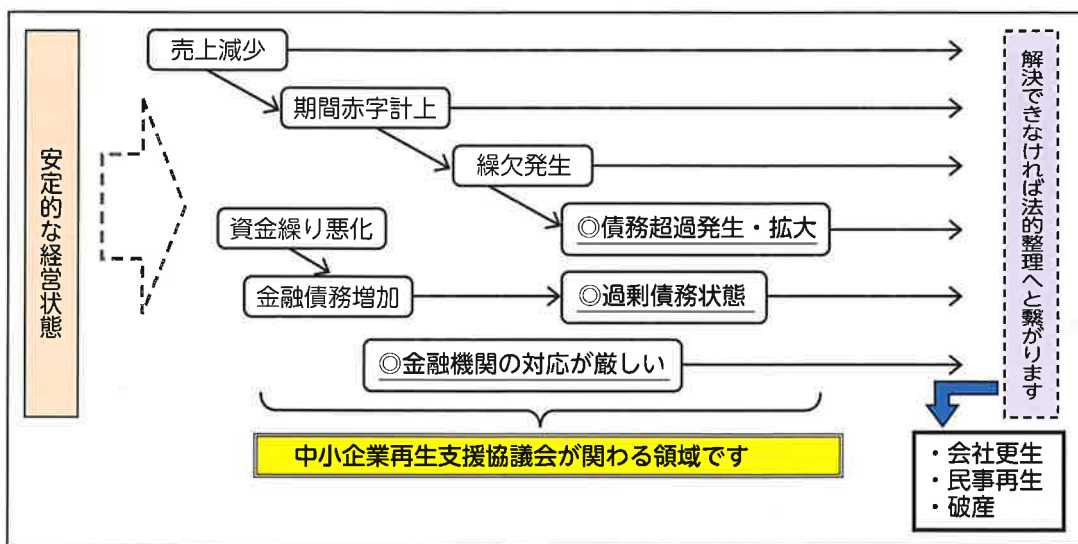 安定的な経営状態
売上減少
期間赤字計上
繰欠発生
資金繰り悪化
◎債務超過発生・拡大
金融債務増加
◎過剰債務状態
◎金融機関の対応が厳しい
中小企業再生支援協議会が関わる領域です
解決できなければ法的整理へと繋がります
・会社更生
・民事再生
・破産